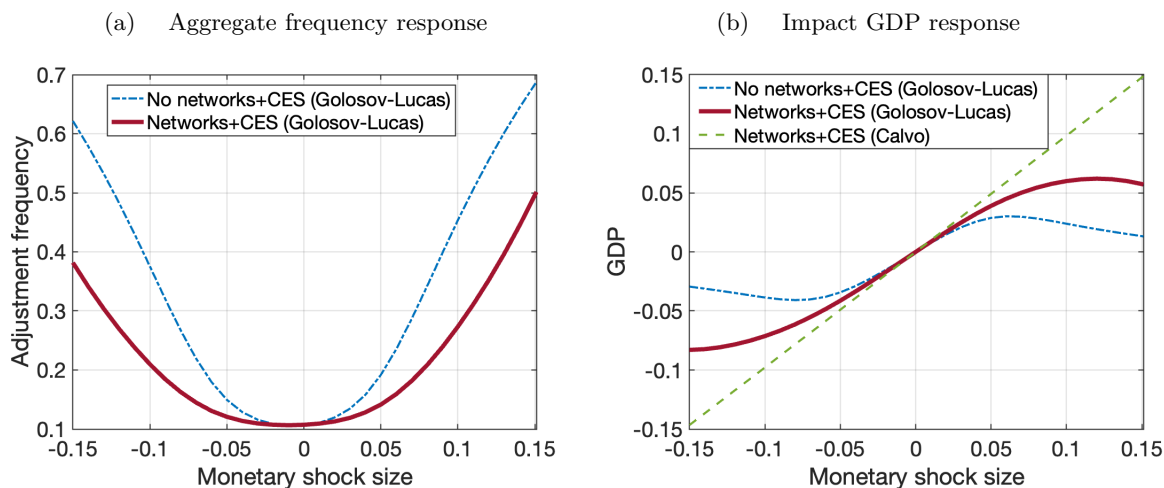 (a) Aggregate frequency response
0.7
0.6
0.5
0.4
0.3
0.2
0.1
Adjustment frequency
No networks+CES (Golosov-Lucas)
Networks+CES (Golosov-Lucas)
-0.15 -0.1 -0.05 0 0.05 0.1 0.15
Monetary shock size
(b) Impact GDP response
0.15
0.1
0.05
0
-0.05
-0.1
-0.15
GDP
No networks+CES (Golosov-Lucas)
Networks+CES (Golosov-Lucas)
Networks+CES (Calvo)
-0.15 -0.1 -0.05 0 0.05 0.1 0.15
Monetary shock size